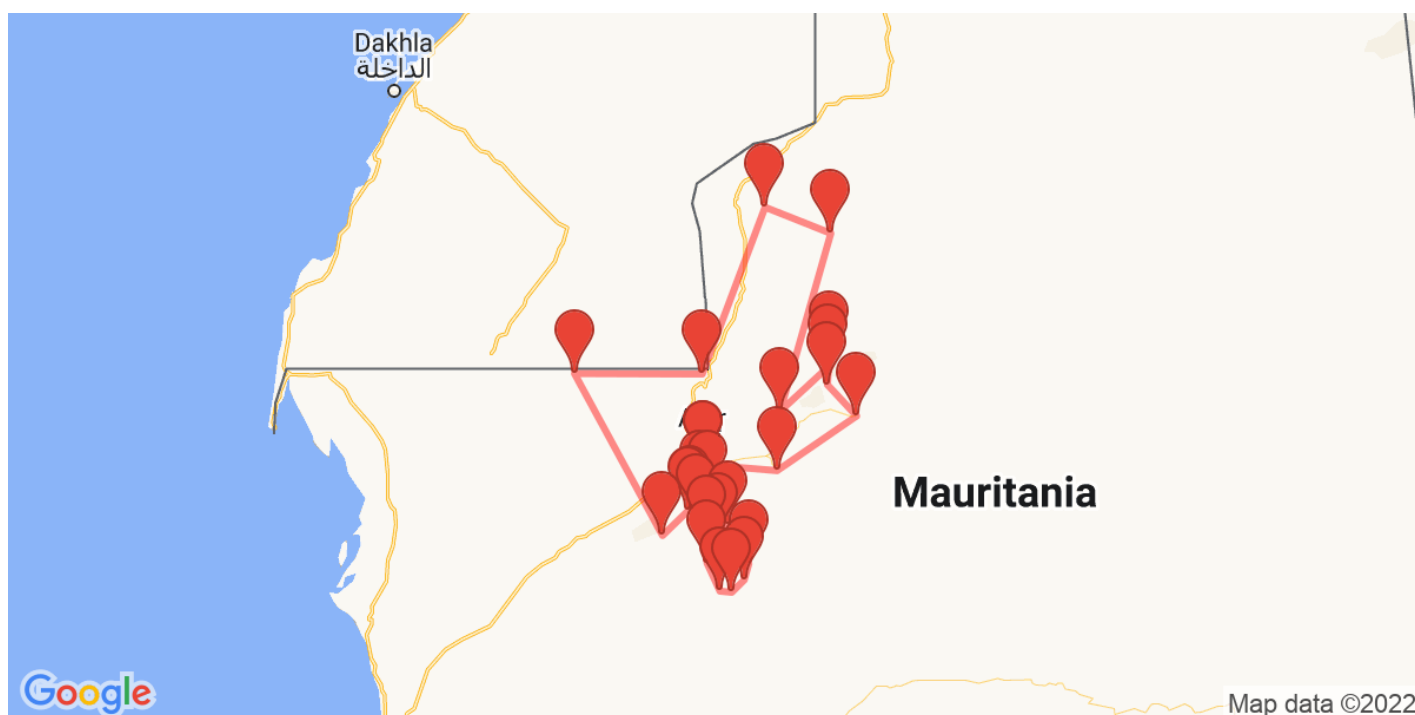 Dakhla
الداخلة
Mauritania
Google
Map data ©2022